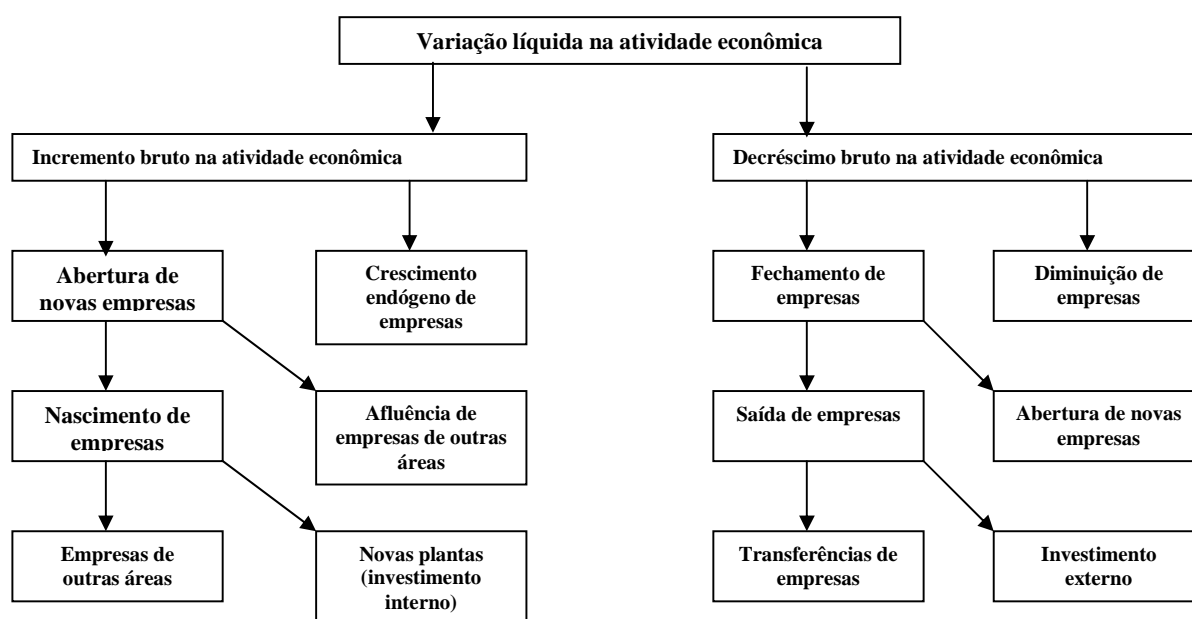 Variação líquida na atividade econômica
Incremento bruto na atividade econômica
Decréscimo bruto na atividade econômica
Abertura de
novas empresas
Crescimento
endógeno de
empresas
Fechamento de
empresas
Diminuição de
empresas
Nascimento de
empresas
Afluência de
empresas de outras
áreas
Saída de empresas
Abertura de novas
empresas
Empresas de
outras áreas
Novas plantas
(investimento
interno)
Transferências de
empresas
Investimento
externo